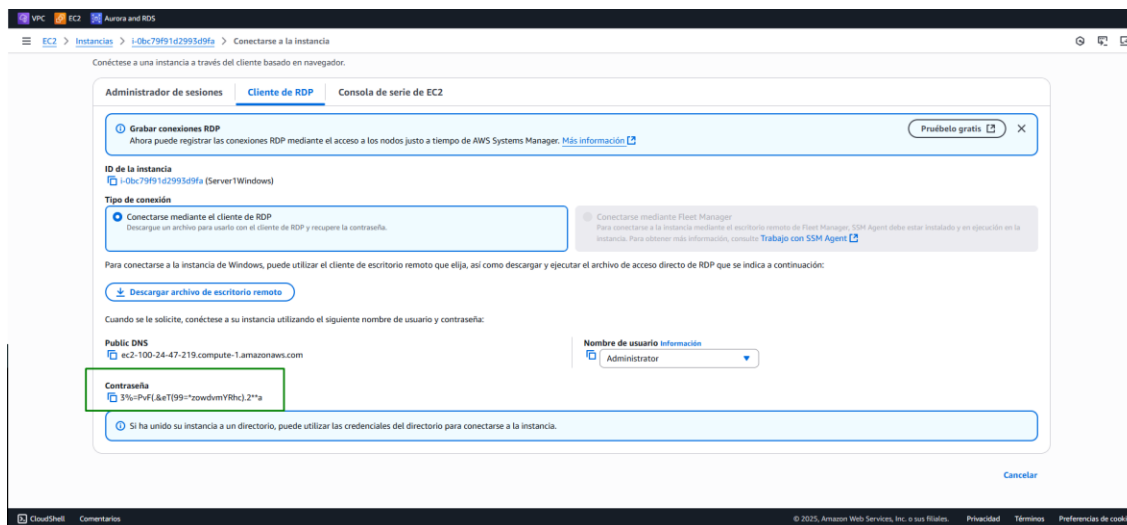 VPC EC2 Aurora and RDS
EC2 > Instancias > i-0bc79f91d2993d9fa > Conectarse a la instancia
Conéctese a una instancia a través del cliente basado en navegador.
Administrador de sesiones Cliente de RDP Consola de serie de EC2
Grabar conexiones RDP
Ahora puede registrar las conexiones RDP mediante el acceso a los nodos justo a tiempo de AWS Systems Manager. Más información
Pruébelo gratis
ID de la instancia
i-0bc79f91d2993d9fa (Server1Windows)
Tipo de conexión
Conectarse mediante el cliente de RDP
Descargue un archivo para usarlo con el cliente de RDP y recupere la contraseña.
Conectarse mediante Fleet Manager
Para conectarse a la instancia mediante el escritorio remoto de Fleet Manager, SSM Agent debe estar instalado y en ejecución en la
instancia. Para obtener más información, consulte Trabajo con SSM Agent
Para conectarse a la instancia de Windows, puede utilizar el cliente de escritorio remoto que elija, así como descargar y ejecutar el archivo de acceso directo de RDP que se indica a continuación:
Descargar archivo de escritorio remoto
Cuando se le solicite, conéctese a su instancia utilizando el siguiente nombre de usuario y contraseña:
Public DNS
ec2-100-24-47-219.compute-1.amazonaws.com
Nombre de usuario Información
Administrator
Contraseña
3%=PvF(.&eT(99=*zowdvmYRhc).2**a
Si ha unido su instancia a un directorio, puede utilizar las credenciales del directorio para conectarse a la instancia.
Cancelar
CloudShell Comentarios © 2025, Amazon Web Services, Inc. o sus filiales. Privacidad Términos Preferencias de cook